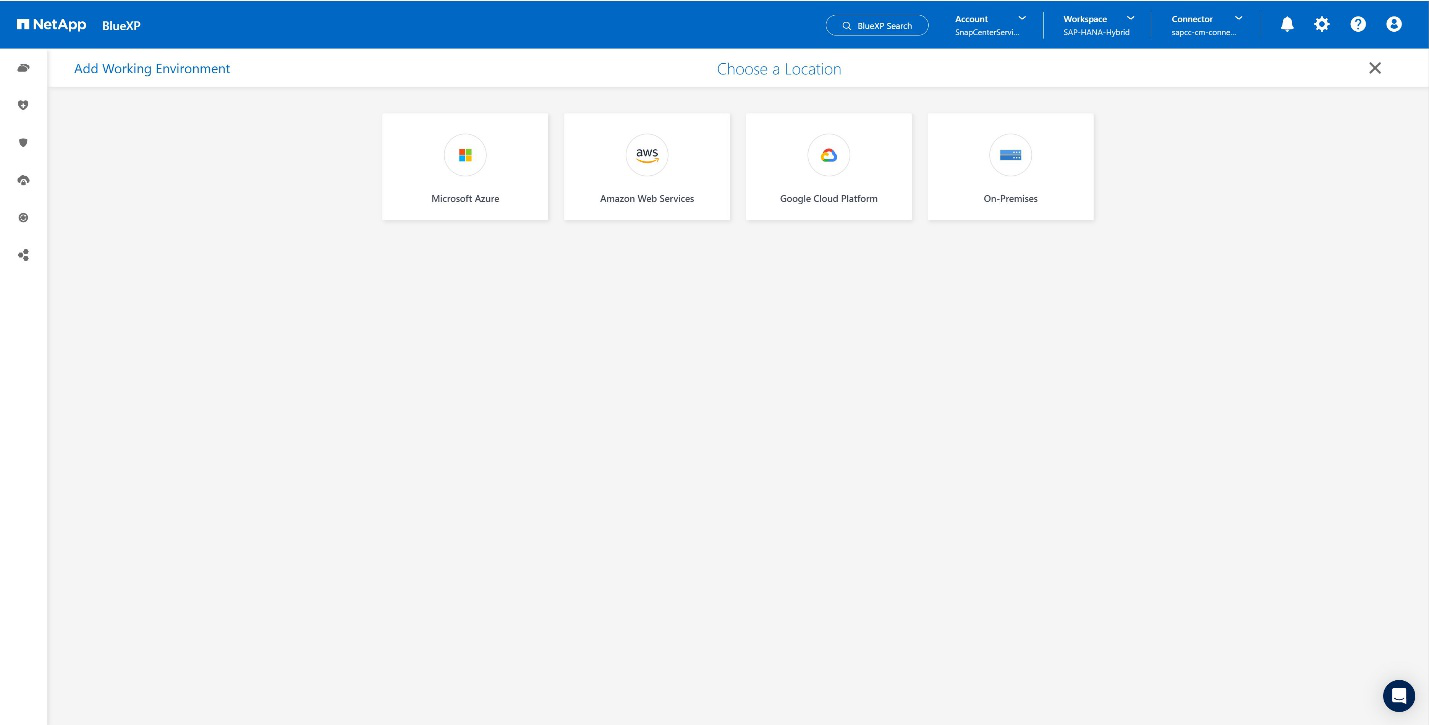 NetApp BlueXP
BlueXP Search
Account
SnapCenterServi...
Workspace
SAP-HANA-Hybrid
Connector
sapcc-cm-conne...
Add Working Environment
Choose a Location
Microsoft Azure
aws
Amazon Web Services
Google Cloud Platform
On-Premises